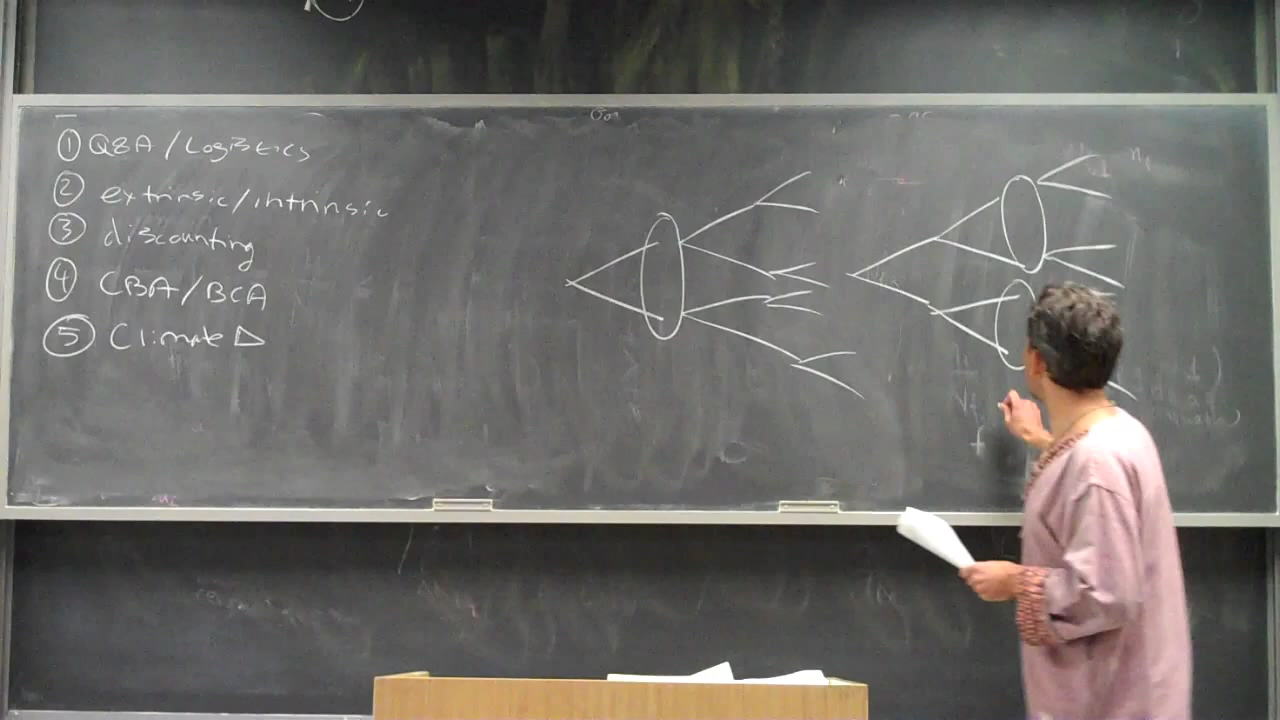 ① Q&A / Logistics
② extrinsic/intrinsic
③ discounting
④ CBA/BCA
⑤ Climate Δ